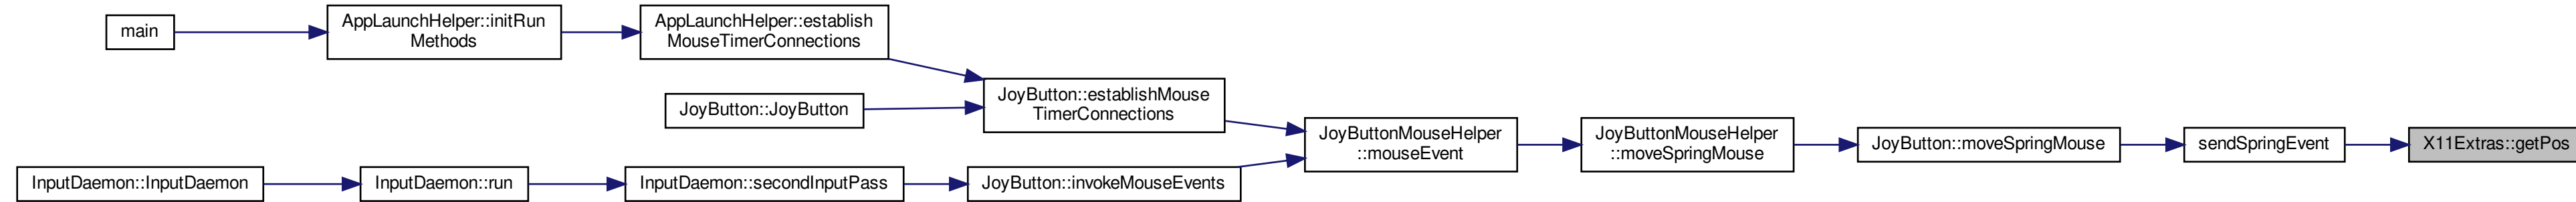 main
AppLaunchHelper::initRun
Methods
AppLaunchHelper::establish
MouseTimerConnections
JoyButton::JoyButton
JoyButton::establishMouse
TimerConnections
InputDaemon::InputDaemon
InputDaemon::run
InputDaemon::secondInputPass
JoyButton::invokeMouseEvents
JoyButtonMouseHelper
::mouseEvent
JoyButtonMouseHelper
::moveSpringMouse
JoyButton::moveSpringMouse
sendSpringEvent
X11Extras::getPos